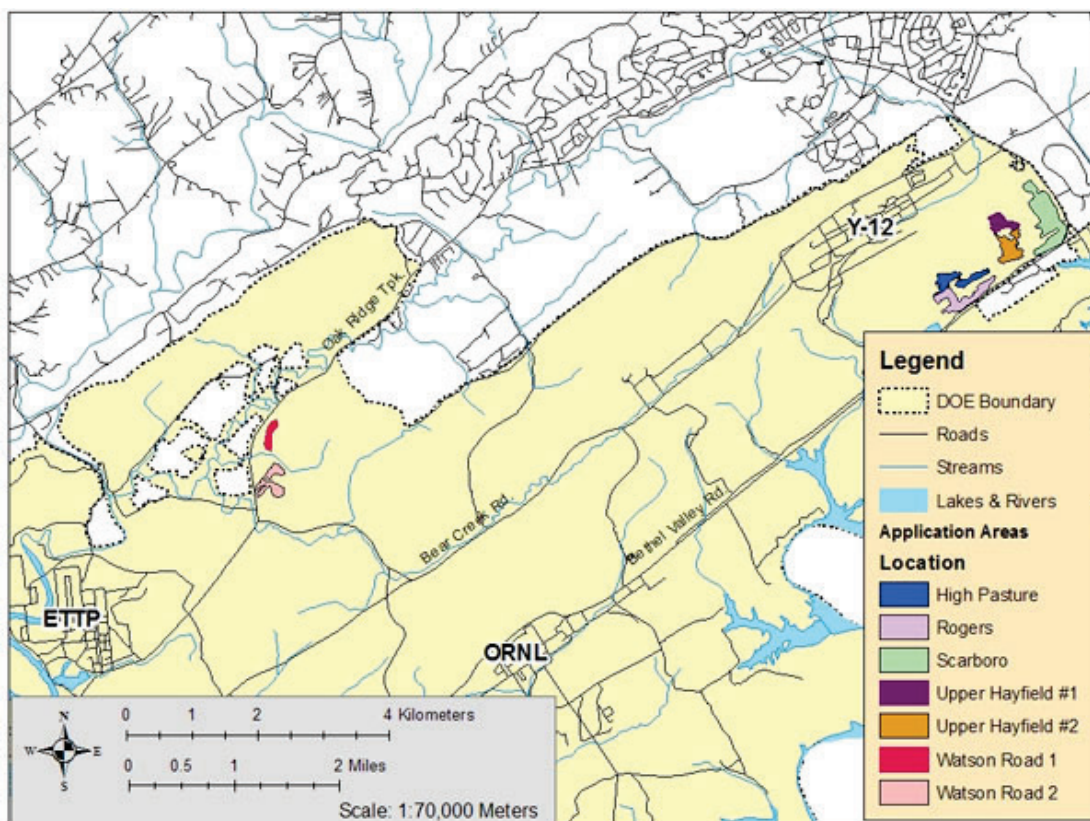 Oak Ridge Tpk.
Y-12
Bear Creek Rd.
Bethel Valley Rd.
ETTP
ORNL
Legend
DOE Boundary
Roads
Streams
Lakes & Rivers
Application Areas
Location
High Pasture
Rogers
Scarboro
Upper Hayfield #1
Upper Hayfield #2
Watson Road 1
Watson Road 2
N
W E
S
0 1 2 4 Kilometers
0 0.5 1 2 Miles
Scale: 1:70,000 Meters